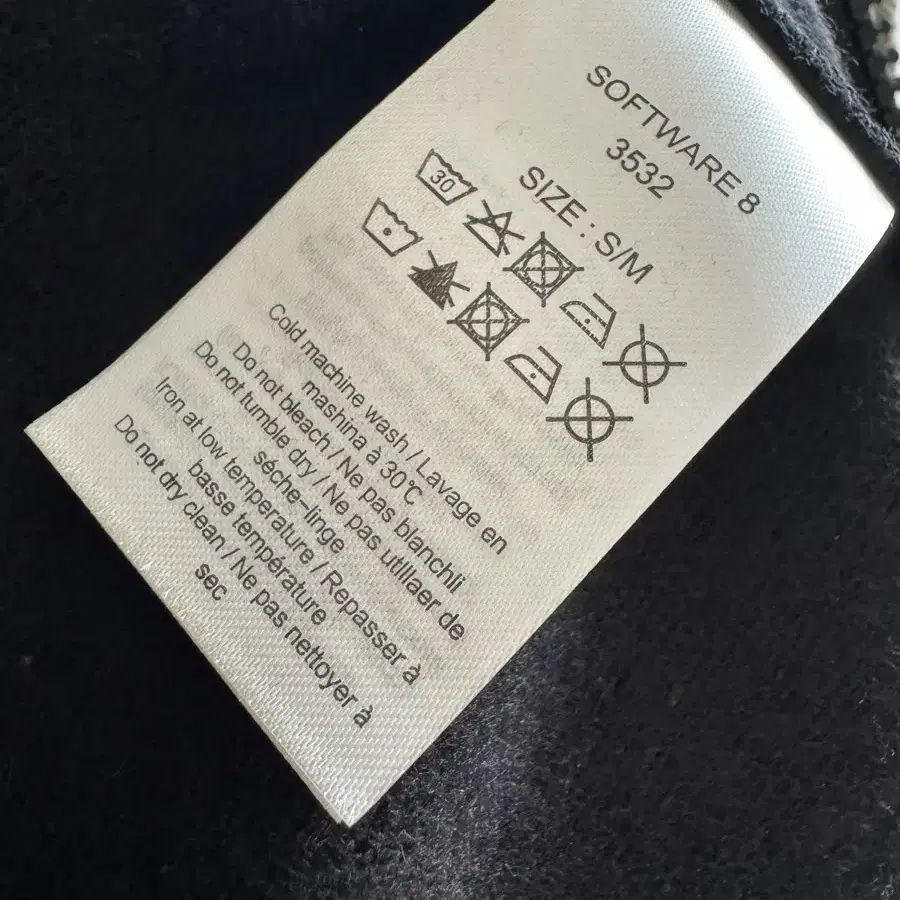 SOFTWARE 8
3532
SIZE : S/M
30
Cold machine wash / Lavage en
mashina à 30℃
Do not bleach / Ne pas blanchli
Do not tumble dry / Ne pas utlliaer de
séche-linge
Iron at low temperature / Repasser à
basse température
Do not dry clean / Ne pas nettoyer à
sec